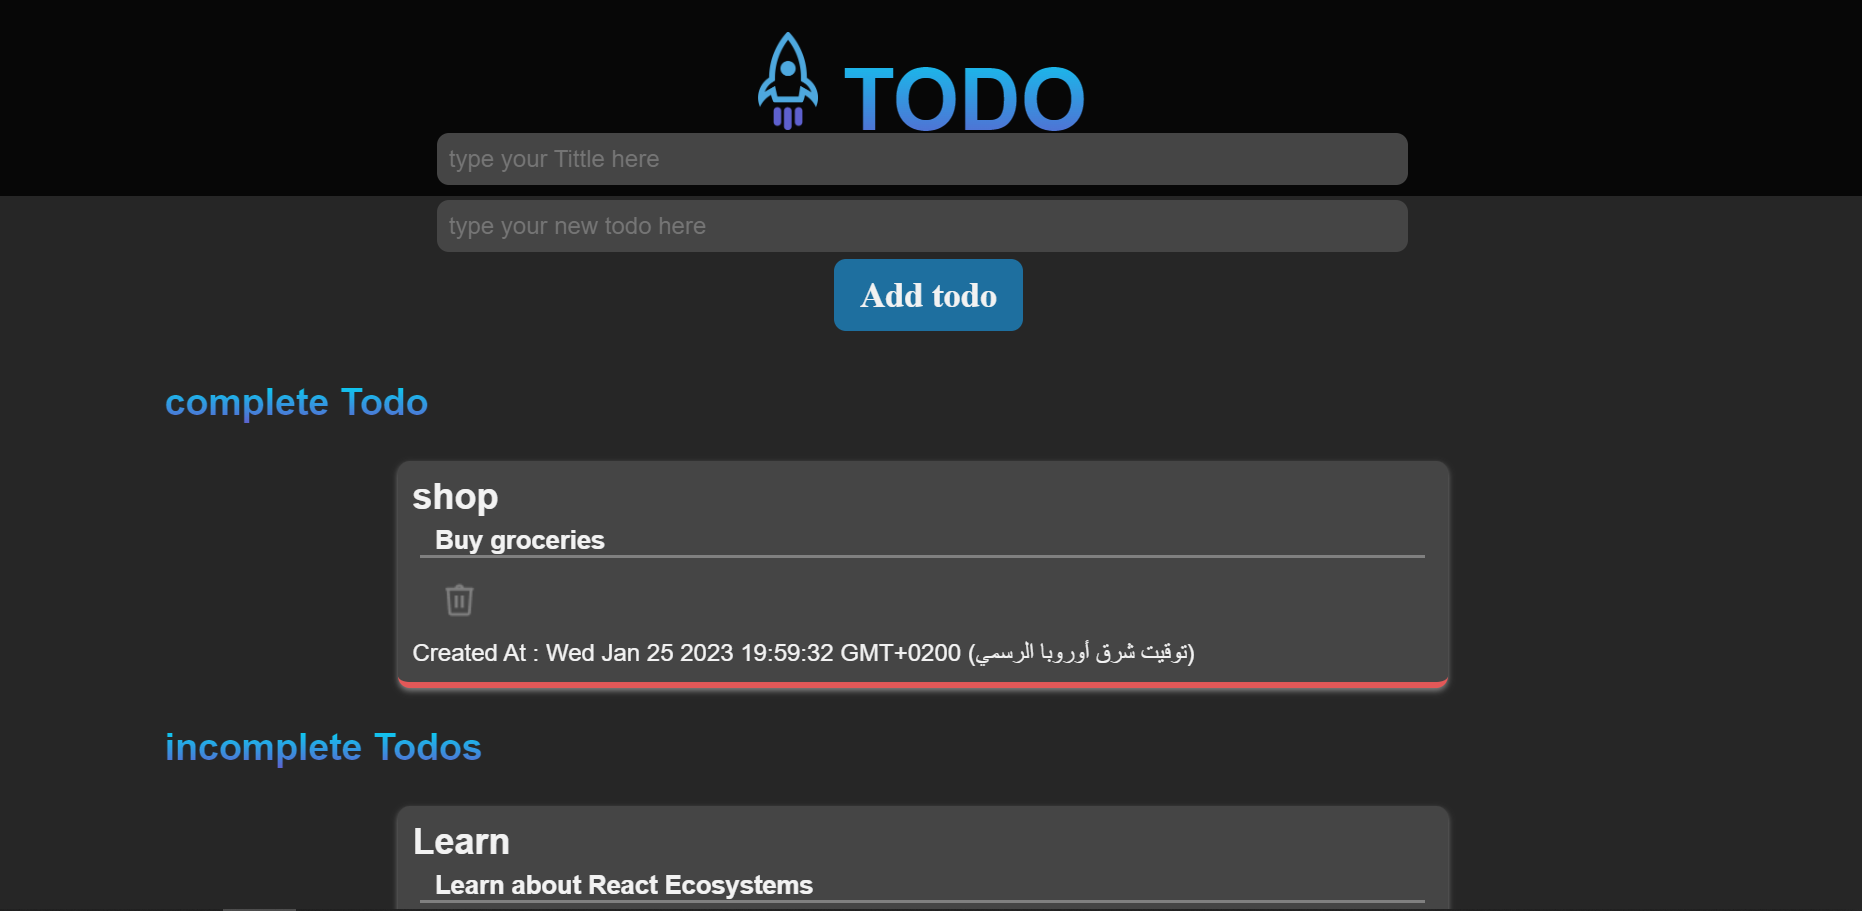 TODO
type your Tittle here
type your new todo here
Add todo
complete Todo
shop
Buy groceries
Created At : Wed Jan 25 2023 19:59:32 GMT+0200 (توقيت شرق أوروبا الرسمي)
incomplete Todos
Learn
Learn about React Ecosystems